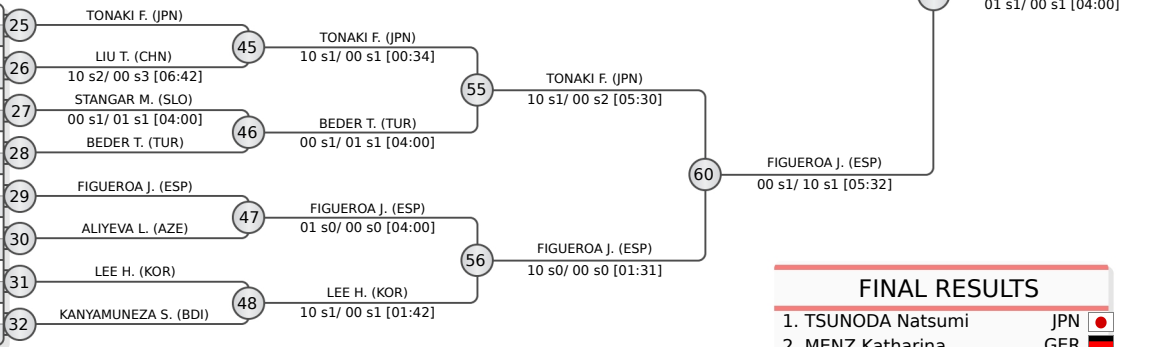 01 s1/ 00 s1 [04:00]
25
TONAKI F. (JPN)
26
LIU T. (CHN)
10 s2/ 00 s3 [06:42]
27
STANGAR M. (SLO)
00 s1/ 01 s1 [04:00]
28
BEDER T. (TUR)
29
FIGUEROA J. (ESP)
30
ALIYEVA L. (AZE)
31
LEE H. (KOR)
32
KANYAMUNEZA S. (BDI)
45
TONAKI F. (JPN)
10 s1/ 00 s1 [00:34]
46
BEDER T. (TUR)
00 s1/ 01 s1 [04:00]
47
FIGUEROA J. (ESP)
01 s0/ 00 s0 [04:00]
48
LEE H. (KOR)
10 s1/ 00 s1 [01:42]
55
TONAKI F. (JPN)
10 s1/ 00 s2 [05:30]
56
FIGUEROA J. (ESP)
10 s0/ 00 s0 [01:31]
60
FIGUEROA J. (ESP)
00 s1/ 10 s1 [05:32]
FINAL RESULTS
1. TSUNODA Natsumi JPN
2. MENZ Katharina GER